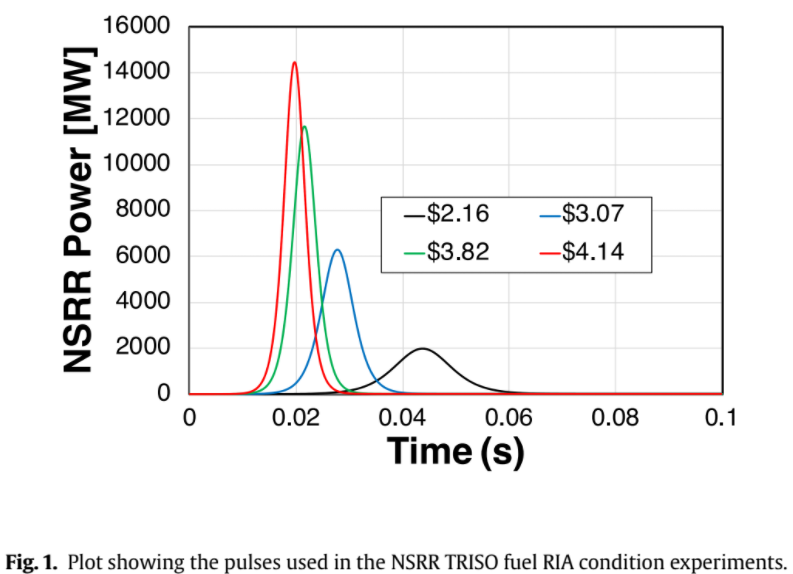 16000
14000
12000
10000
8000
6000
4000
2000
0
NSRR Power [MW]
$2.16 $3.07
$3.82 $4.14
0 0.02 0.04 0.06 0.08 0.1
Time (s)
Fig. 1. Plot showing the pulses used in the NSRR TRISO fuel RIA condition experiments.